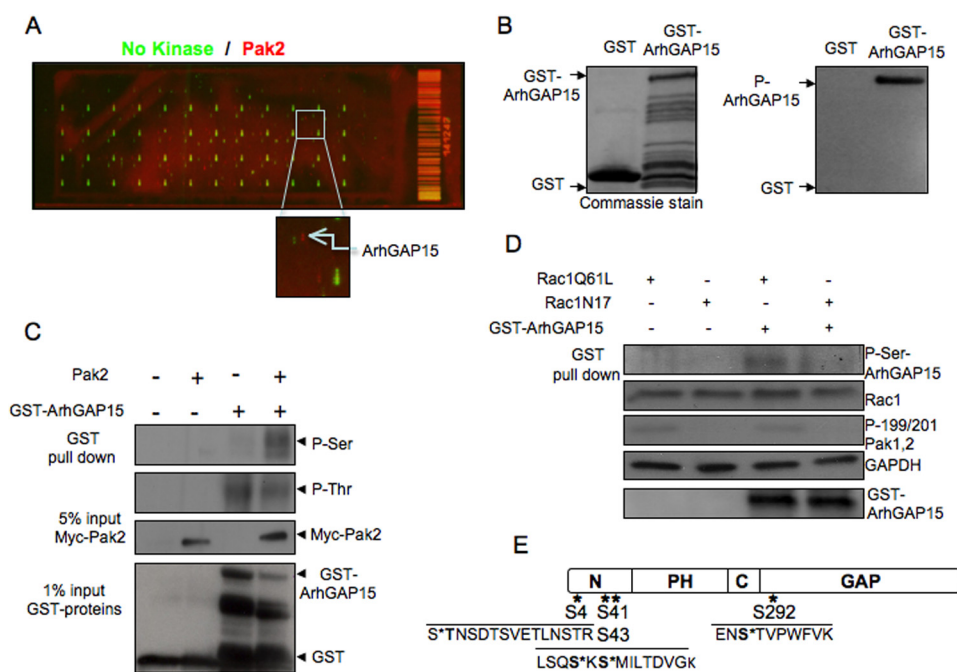 A
No Kinase / Pak2
ArhGAP15
B
GST
GST-
ArhGAP15
GST-
ArhGAP15
GST
Commassie stain
GST
GST-
ArhGAP15
P-
ArhGAP15
GST
C
Pak2 - + - +
GST-ArhGAP15 - - + +
GST
pull down
P-Ser
P-Thr
5% input
Myc-Pak2
Myc-Pak2
1% input
GST-proteins
GST-
ArhGAP15
GST
D
Rac1Q61L + - + -
Rac1N17 - + - +
GST-ArhGAP15 - - + +
GST
pull down
P-Ser-
ArhGAP15
Rac1
P-199/201
Pak1,2
GAPDH
GST-
ArhGAP15
E
N PH C GAP
* ** *
S4 S41 S292
S*TNSDTSVETLNSTR S43 ENS*TVPWFVK
LSQS*KS*MILTDVGK